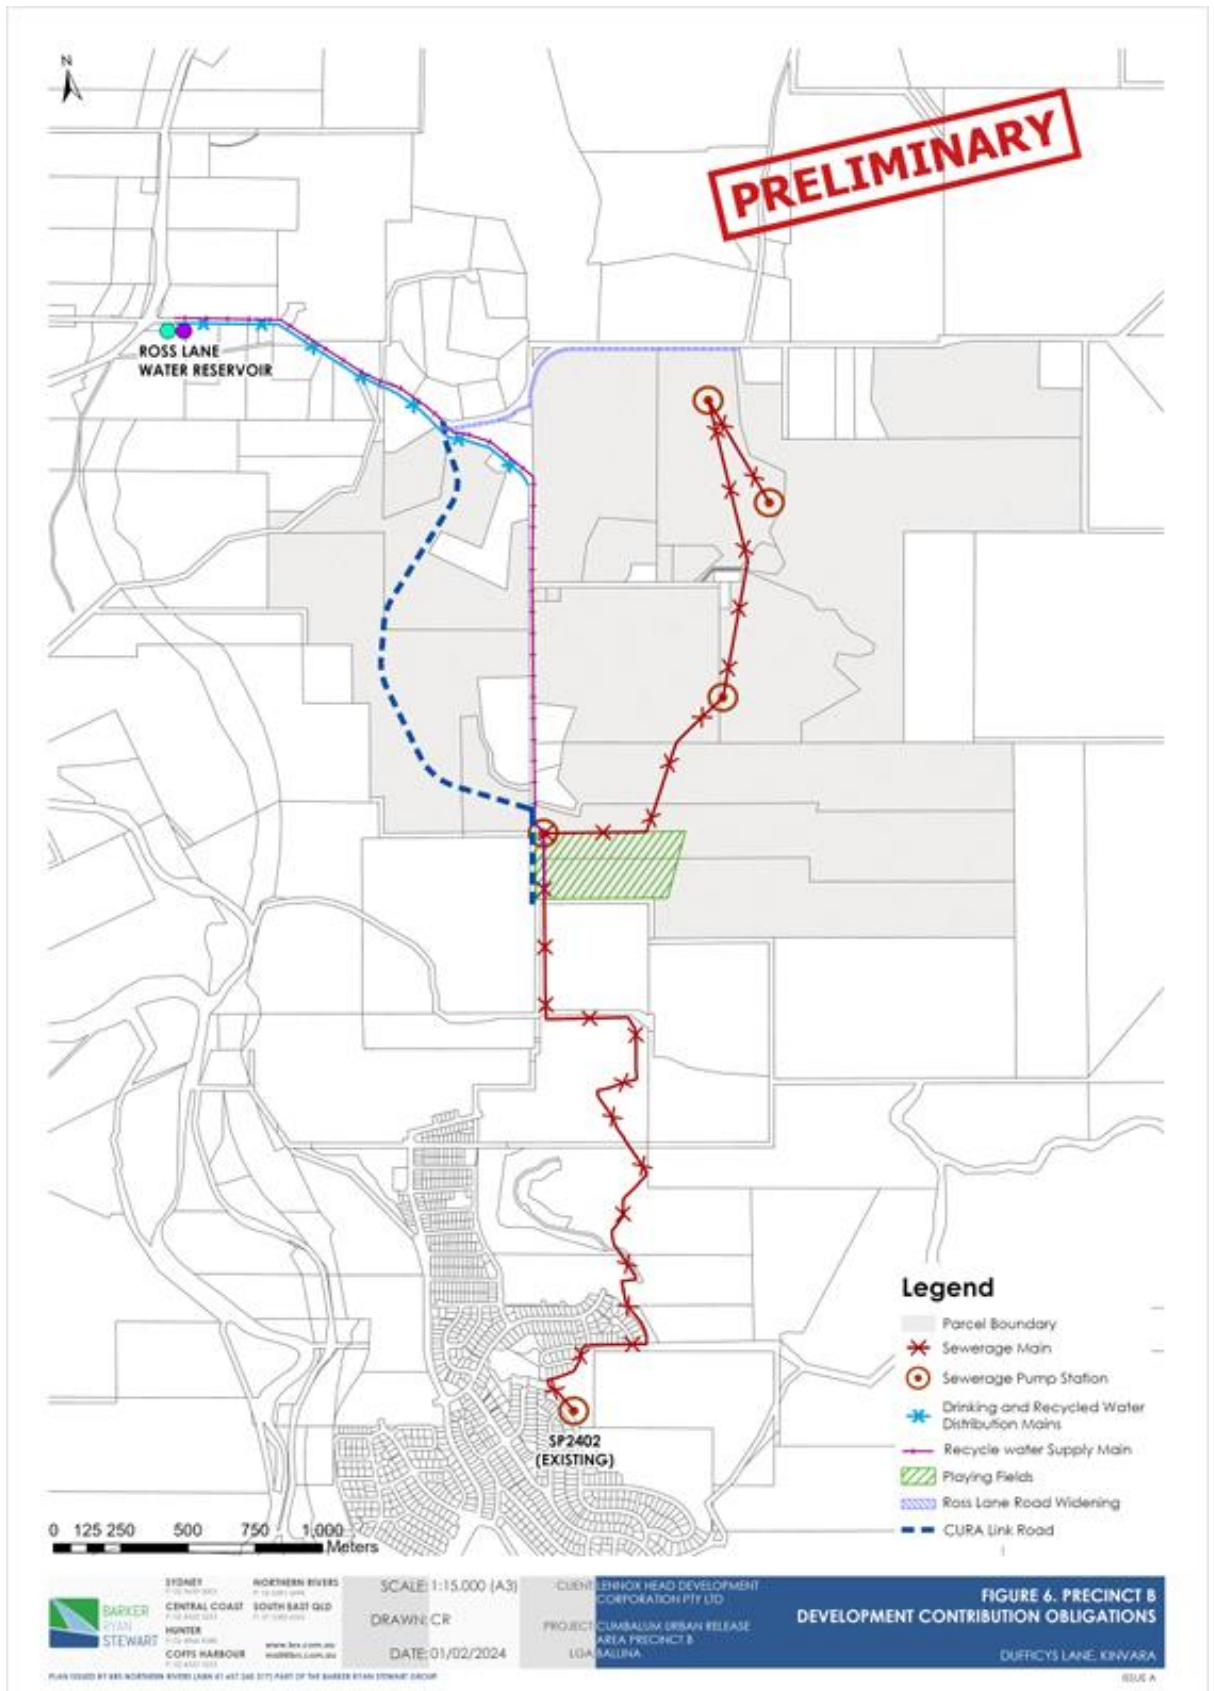 N
PRELIMINARY
ROSS LANE
WATER RESERVOIR
SP2402
(EXISTING)
Legend
Parcel Boundary
Sewerage Main
Sewerage Pump Station
Drinking and Recycled Water
Distribution Mains
Recycle water Supply Main
Playing Fields
Ross Lane Road Widening
CURA Link Road
0 125 250 500 750 1,000
Meters
BARKER
RYAN
STEWART
SYDNEY
CENTRAL COAST
HUNTER
COFFS HARBOUR
NORTHERN RIVERS
SOUTH EAST QLD
www.brs.com.au
SCALE: 1:15,000 (A3)
DRAWN: CR
DATE: 01/02/2024
CLIENT: LENNOX HEAD DEVELOPMENT
CORPORATION PTY LTD
PROJECT: CUMBALUM URBAN RELEASE
AREA PRECINCT B
LGA: BALLINA
FIGURE 6. PRECINCT B
DEVELOPMENT CONTRIBUTION OBLIGATIONS
DUFFICYS LANE, KINVARA
ISSUE A